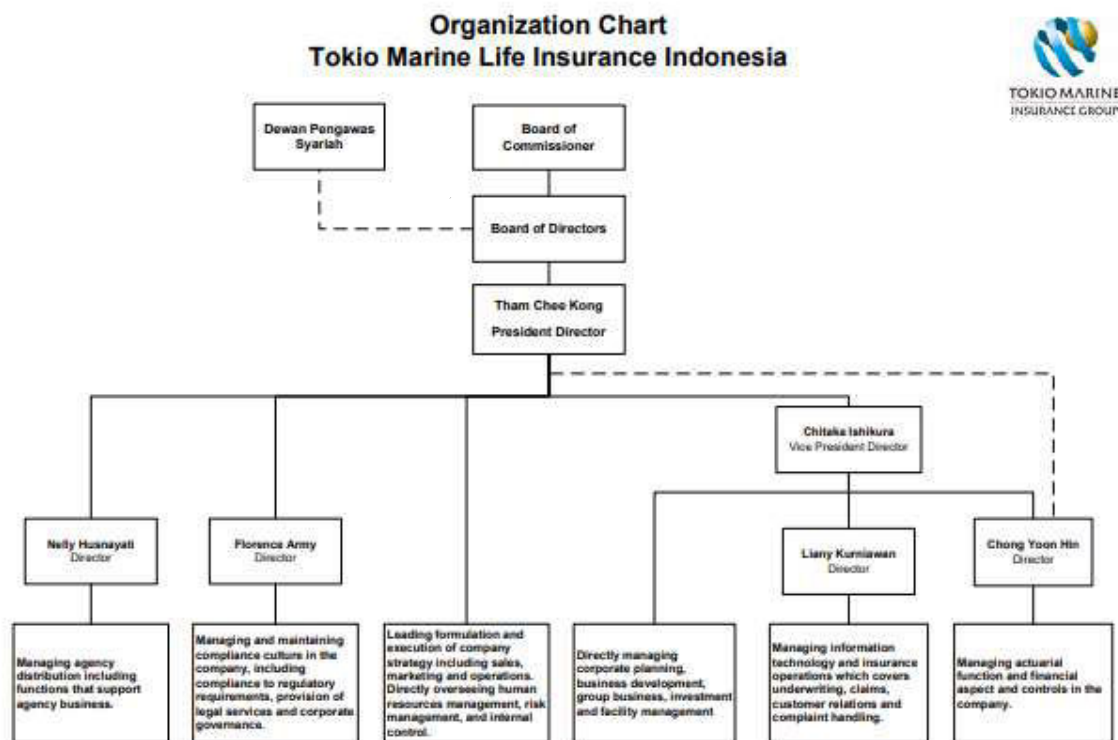 Organization Chart
Tokio Marine Life Insurance Indonesia
TOKIO MARINE
INSURANCE GROUP
Dewan Pengawas
Syariah
Board of
Commissioner
Board of Directors
Tham Chee Kong
President Director
Chitaka Ishikura
Vice President Director
Nelly Husnayati
Director
Florence Army
Director
Liany Kurniawan
Director
Chong Yoon Hin
Director
Managing agency
distribution including
functions that support
agency business.
Managing and maintaining
compliance culture in the
company, including
compliance to regulatory
requirements, provision of
legal services and corporate
governance.
Leading formulation and
execution of company
strategy including sales,
marketing and operations.
Directly overseeing human
resources management, risk
management, and internal
control.
Directly managing
corporate planning,
business development,
group business, investment
and facility management
Managing information
technology and insurance
operations which covers
underwriting, claims,
customer relations and
complaint handling.
Managing actuarial
function and financial
aspect and controls in the
company.